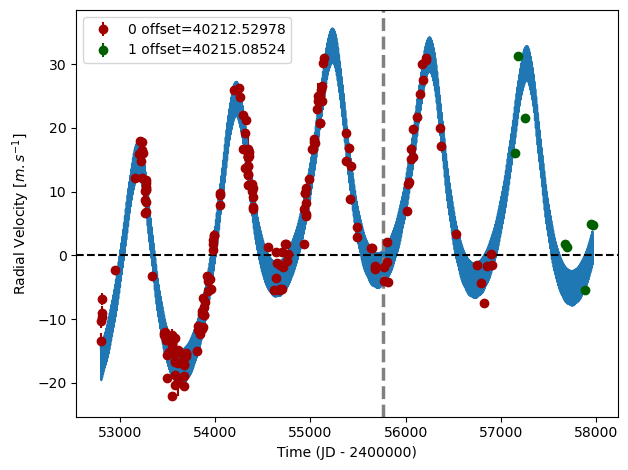 0 offset=40212.52978
1 offset=40215.08524
Radial Velocity [m.s⁻¹]
30
20
10
0
−10
−20
53000 54000 55000 56000 57000 58000
Time (JD - 2400000)